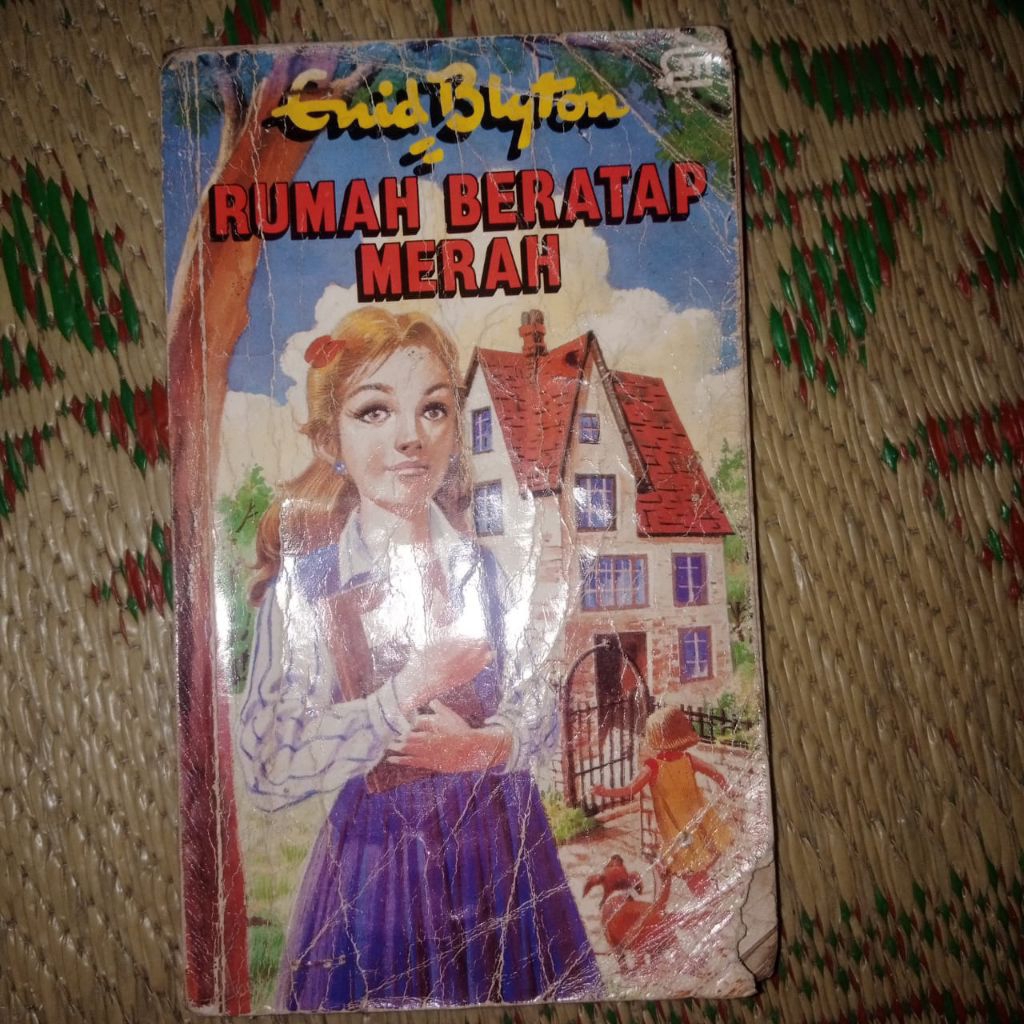 Enid Blyton
RUMAH BERATAP
MERAH